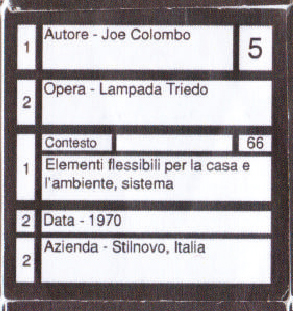 1 Autore - Joe Colombo 5
2 Opera - Lampada Triedo
Contesto 66
1 Elementi flessibili per la casa e
l'ambiente, sistema
2 Data - 1970
2 Azienda - Stilnovo, Italia